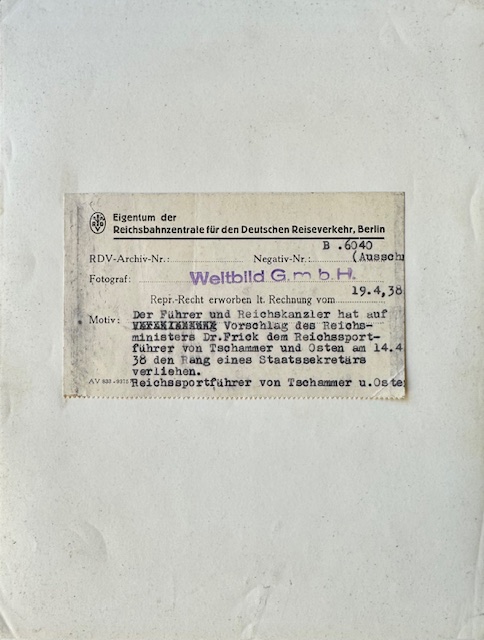 Eigentum der
Reichsbahnzentrale für den Deutschen Reiseverkehr, Berlin
B .6040
RDV-Archiv-Nr.: Negativ-Nr.: (Aussch
Fotograf: Weltbild G.m.b.H.
Repr.-Recht erworben lt. Rechnung vom 19.4,38
Motiv: Der Führer und Reichskanzler hat auf
Vorschlag des Reichs-
ministers Dr.Frick dem Reichssport-
führer von Tschammer und Osten am 14.4
38 den Rang eines Staatssekretärs
verliehen.
AV 833 - 9315 Reichssportführer von Tschammer u.Oste